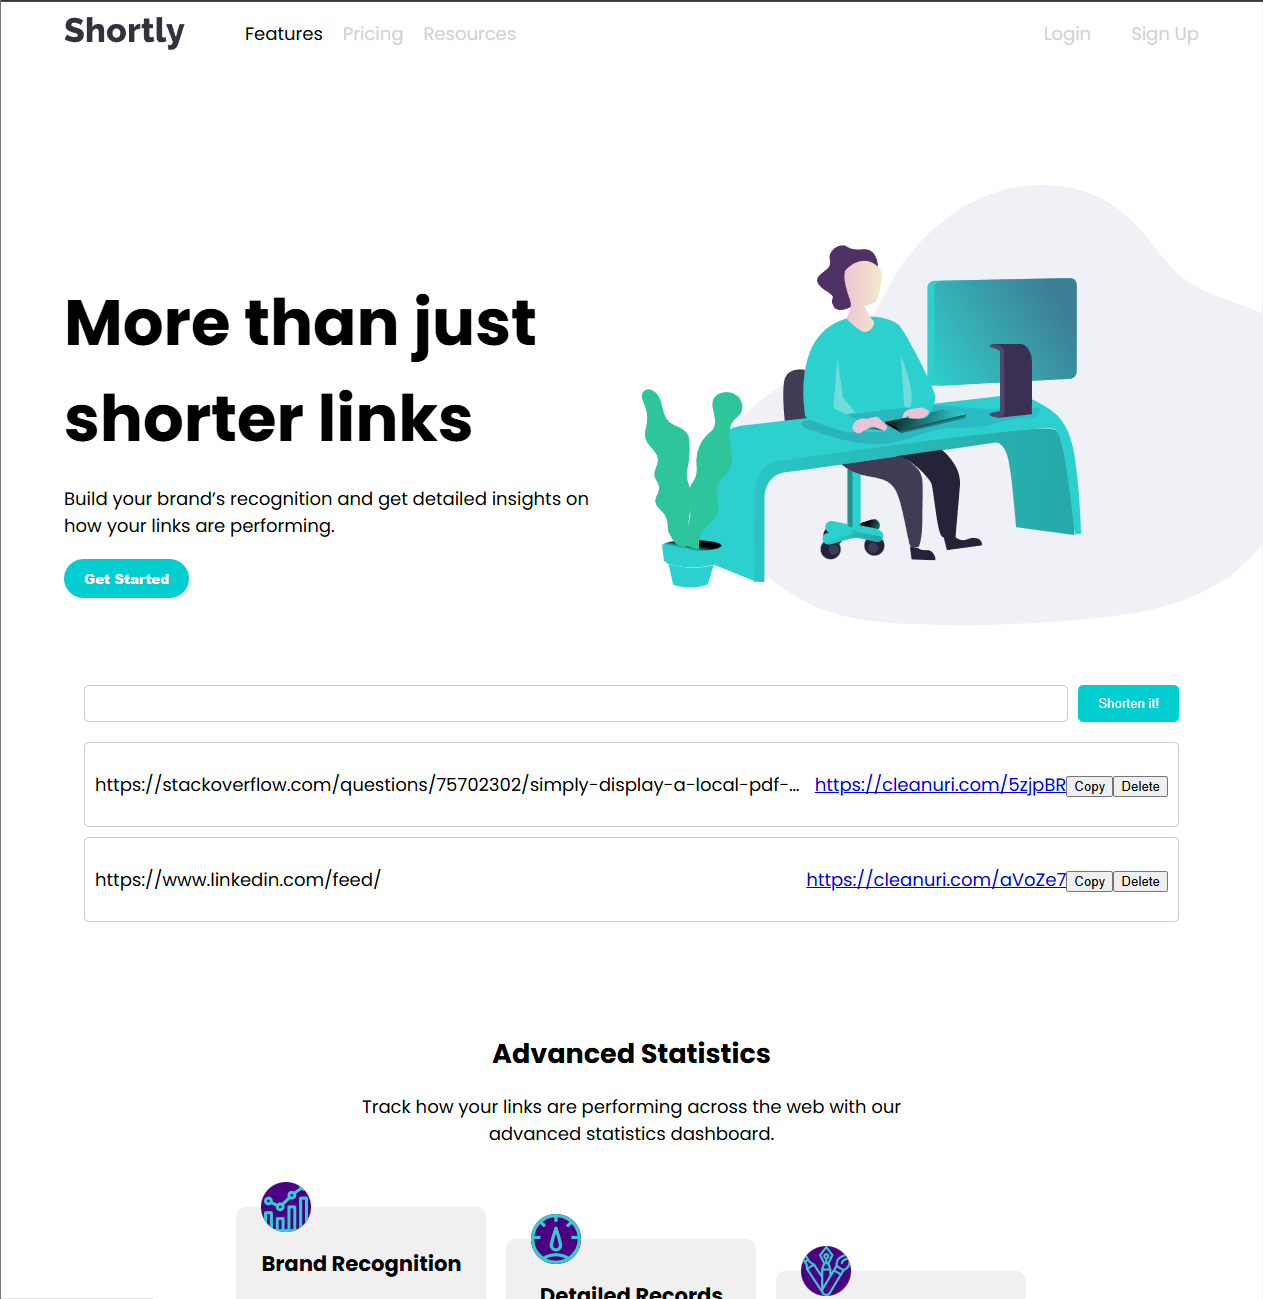 Shortly Features Pricing Resources Login Sign Up
More than just
shorter links
Build your brand’s recognition and get detailed insights on
how your links are performing.
Get Started
Shorten it!
https://stackoverflow.com/questions/75702302/simply-display-a-local-pdf-... https://cleanuri.com/5zjpBR Copy Delete
https://www.linkedin.com/feed/ https://cleanuri.com/aVoZe7 Copy Delete
Advanced Statistics
Track how your links are performing across the web with our
advanced statistics dashboard.
Brand Recognition
Detailed Records